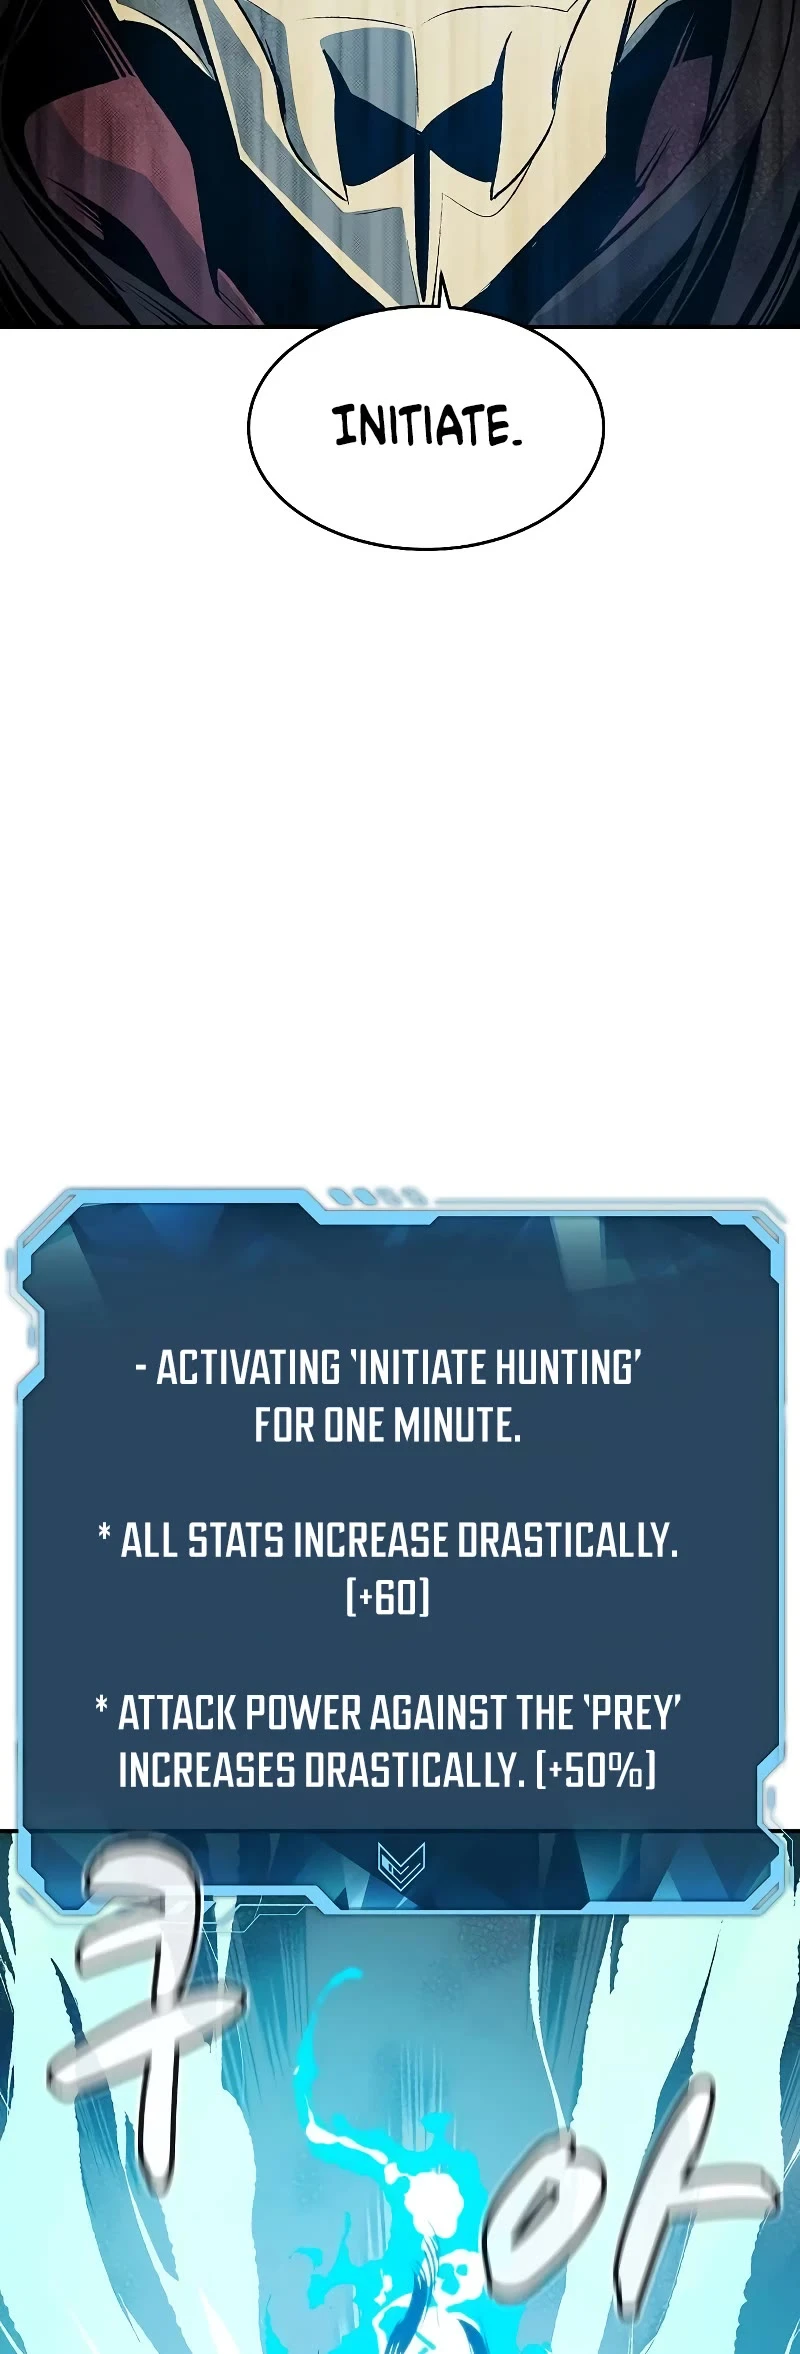 INITIATE.
- ACTIVATING 'INITIATE HUNTING'
FOR ONE MINUTE.
* ALL STATS INCREASE DRASTICALLY.
[+60]
* ATTACK POWER AGAINST THE 'PREY'
INCREASES DRASTICALLY. [+50%]
쿠
아